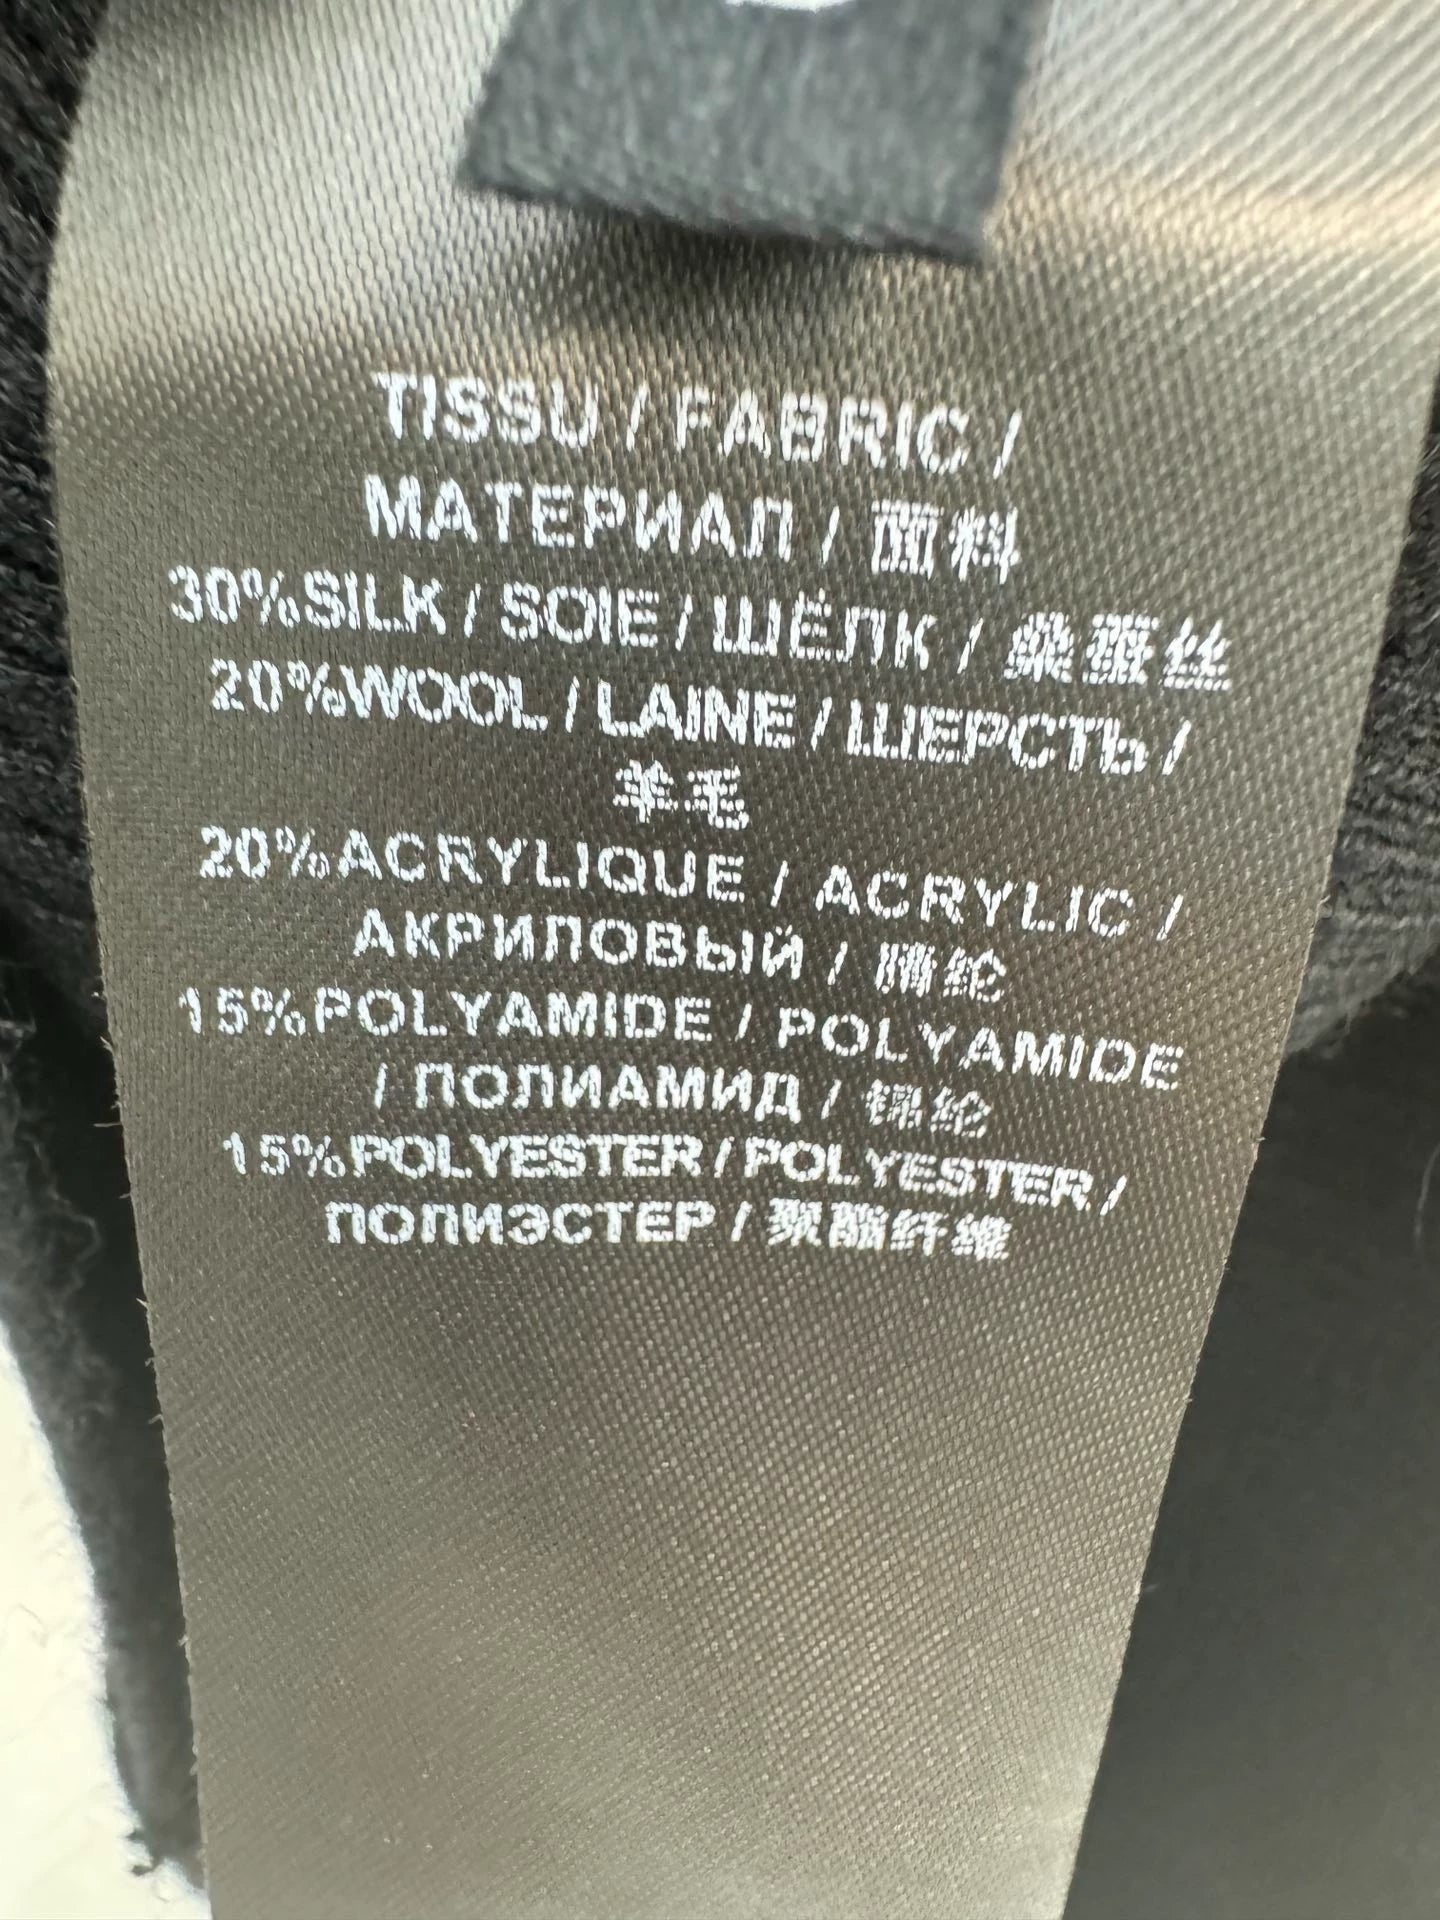 TISSU / FABRIC /
МАТЕРИАЛ / 面料
30%SILK / SOIE / ШЁЛК / 桑蚕丝
20%WOOL / LAINE / ШЕРСТЬ /
羊毛
20%ACRYLIQUE / ACRYLIC /
АКРИЛОВЫЙ / 腈纶
15%POLYAMIDE / POLYAMIDE
/ ПОЛИАМИД / 锦纶
15%POLYESTER / POLYESTER /
ПОЛИЭСТЕР / 聚酯纤维